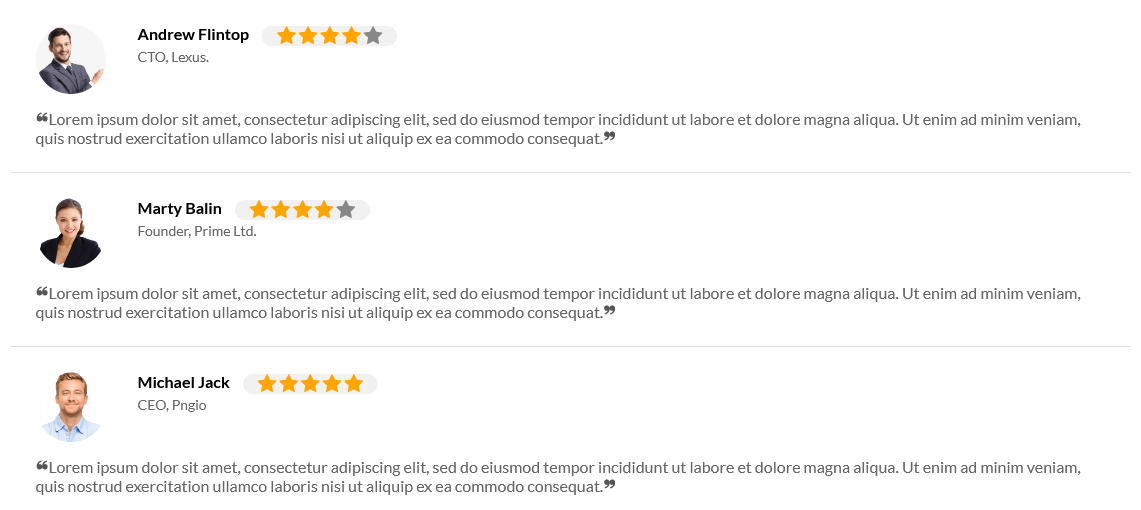 Andrew Flintop
CTO, Lexus.
❝Lorem ipsum dolor sit amet, consectetur adipiscing elit, sed do eiusmod tempor incididunt ut labore et dolore magna aliqua. Ut enim ad minim veniam,
quis nostrud exercitation ullamco laboris nisi ut aliquip ex ea commodo consequat.❞
Marty Balin
Founder, Prime Ltd.
❝Lorem ipsum dolor sit amet, consectetur adipiscing elit, sed do eiusmod tempor incididunt ut labore et dolore magna aliqua. Ut enim ad minim veniam,
quis nostrud exercitation ullamco laboris nisi ut aliquip ex ea commodo consequat.❞
Michael Jack
CEO, Pngio
❝Lorem ipsum dolor sit amet, consectetur adipiscing elit, sed do eiusmod tempor incididunt ut labore et dolore magna aliqua. Ut enim ad minim veniam,
quis nostrud exercitation ullamco laboris nisi ut aliquip ex ea commodo consequat.❞